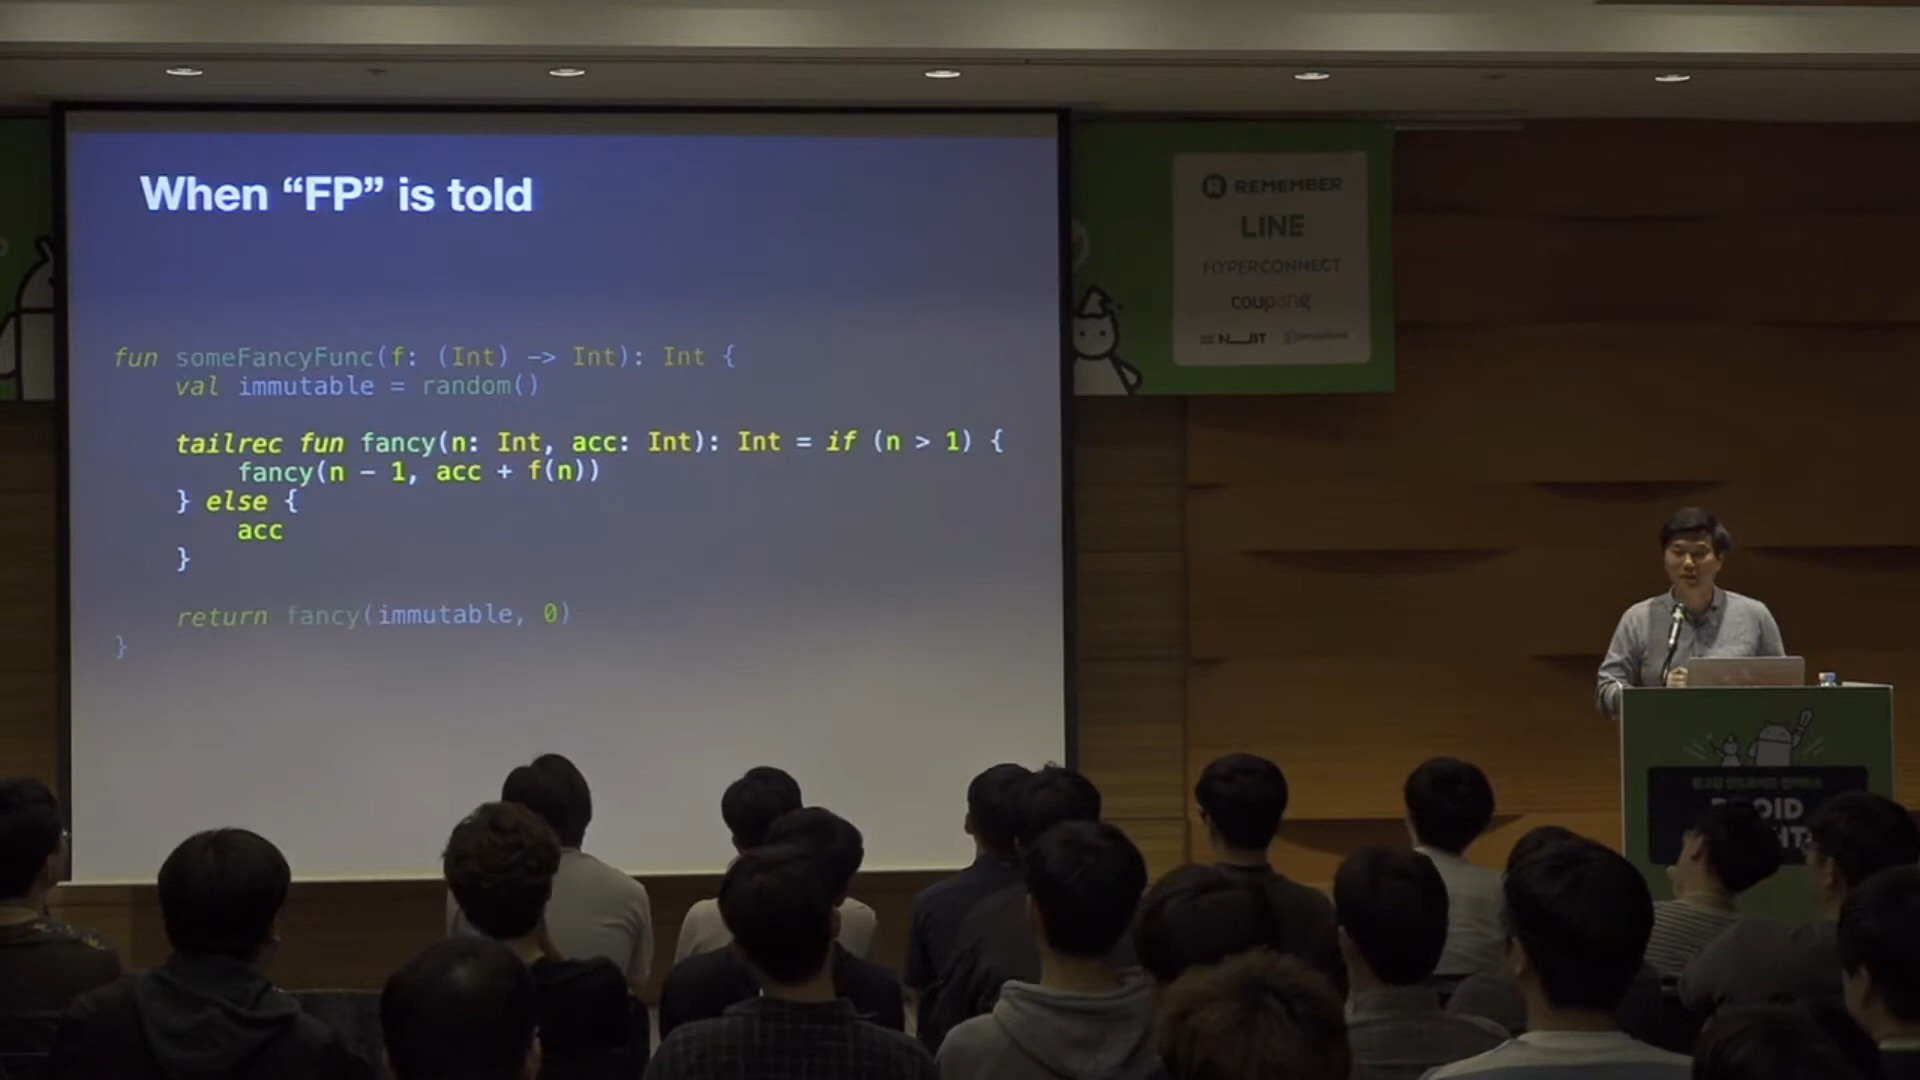 When “FP” is told
fun someFancyFunc(f: (Int) -> Int): Int {
val immutable = random()
tailrec fun fancy(n: Int, acc: Int): Int = if (n > 1) {
fancy(n - 1, acc + f(n))
} else {
acc
}
return fancy(immutable, 0)
}
REMEMBER
LINE
HYPERCONNECT
coupang